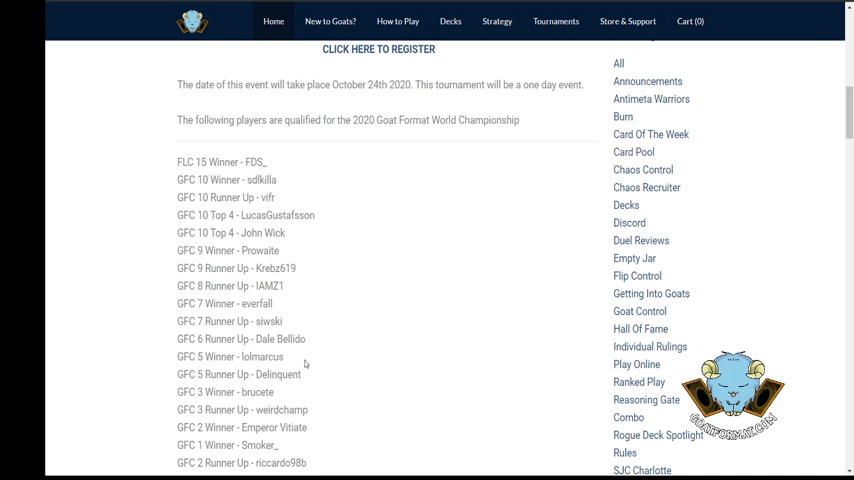 Home New to Goats? How to Play Decks Strategy Tournaments Store & Support Cart (0)
CLICK HERE TO REGISTER
The date of this event will take place October 24th 2020. This tournament will be a one day event.
The following players are qualified for the 2020 Goat Format World Championship
FLC 15 Winner - FDS_
GFC 10 Winner - sdlkilla
GFC 10 Runner Up - vifr
GFC 10 Top 4 - LucasGustafsson
GFC 10 Top 4 - John Wick
GFC 9 Winner - Prowaite
GFC 9 Runner Up - Krebz619
GFC 8 Runner Up - IAMZ1
GFC 7 Winner - everfall
GFC 7 Runner Up - siwski
GFC 6 Runner Up - Dale Bellido
GFC 5 Winner - lolmarcus
GFC 5 Runner Up - Delinquent
GFC 3 Winner - brucete
GFC 3 Runner Up - weirdchamp
GFC 2 Winner - Emperor Vitiate
GFC 1 Winner - Smoker_
GFC 2 Runner Up - riccardo98b
All
Announcements
Antimeta Warriors
Burn
Card Of The Week
Card Pool
Chaos Control
Chaos Recruiter
Decks
Discord
Duel Reviews
Empty Jar
Flip Control
Getting Into Goats
Goat Control
Hall Of Fame
Individual Rulings
Play Online
Ranked Play
Reasoning Gate
Combo
Rogue Deck Spotlight
Rules
SJC Charlotte
GOATFORMAT.COM